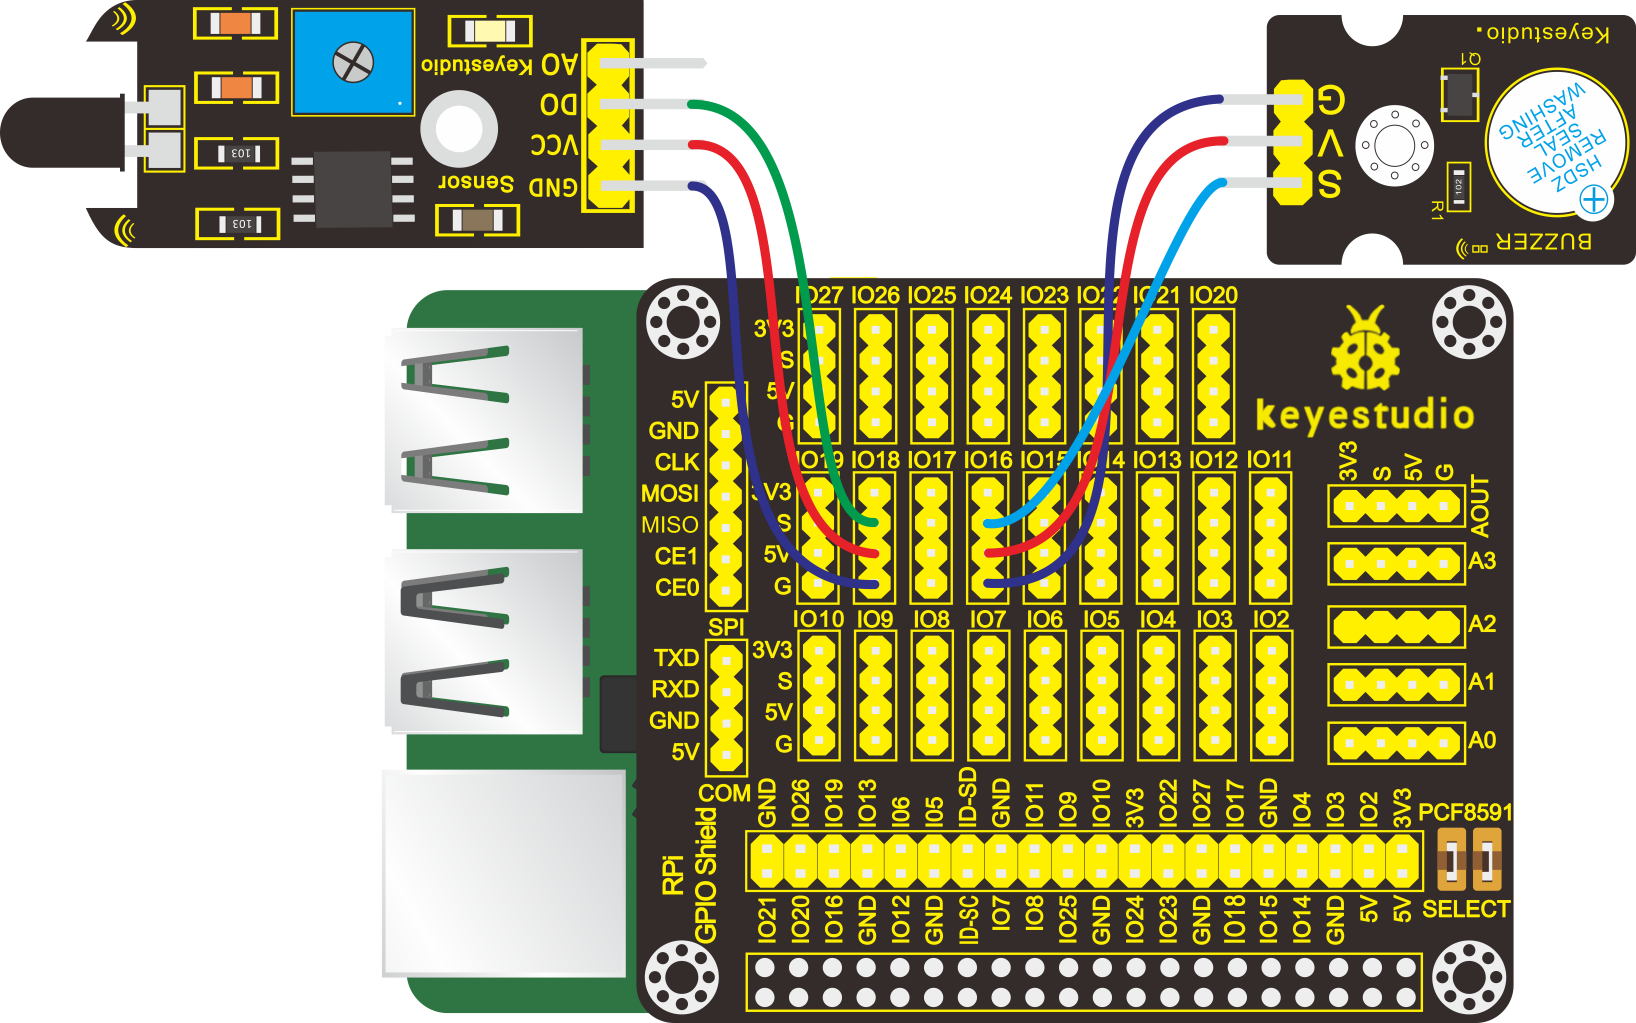 Keyestudio
AO
DO
VCC
GND
Sensor
103
103
Keyestudio.
Q1
G
V
S
HSDZ
REMOVE
SEAL
AFTER
WASHING
102
R1
BUZZER
IO27 IO26 IO25 IO24 IO23 IO22 IO21 IO20
3V3
S
5V
G
keyestudio
5V
GND
CLK
MOSI
MISO
CE1
CE0
SPI
IO19 IO18 IO17 IO16 IO15 IO14 IO13 IO12 IO11
3V3
S
5V
G
3V3 S 5V G
AOUT
A3
A2
A1
A0
IO10 IO9 IO8 IO7 IO6 IO5 IO4 IO3 IO2
3V3
S
5V
G
TXD
RXD
GND
5V
COM
RPi
GPIO Shield
GND IO26 IO19 IO13 I06 I05 ID-SD GND IO11 IO9 IO10 3V3 IO22 IO27 IO17 GND IO4 IO3 IO2 3V3
IO21 IO20 IO16 GND IO12 GND ID-SC IO7 IO8 IO25 GND IO24 IO23 GND IO18 IO15 IO14 GND 5V 5V
PCF8591
SELECT